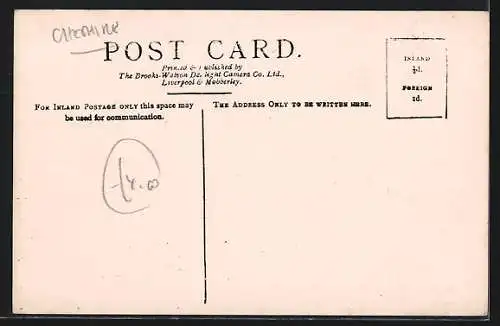 POST CARD.
Printed & Published by
The Brooks-Watson Daylight Camera Co. Ltd.,
Liverpool & Mobberley.
INLAND
½d.
FOREIGN
1d.
FOR INLAND POSTAGE ONLY this space may
be used for communication.
THE ADDRESS ONLY TO BE WRITTEN HERE.